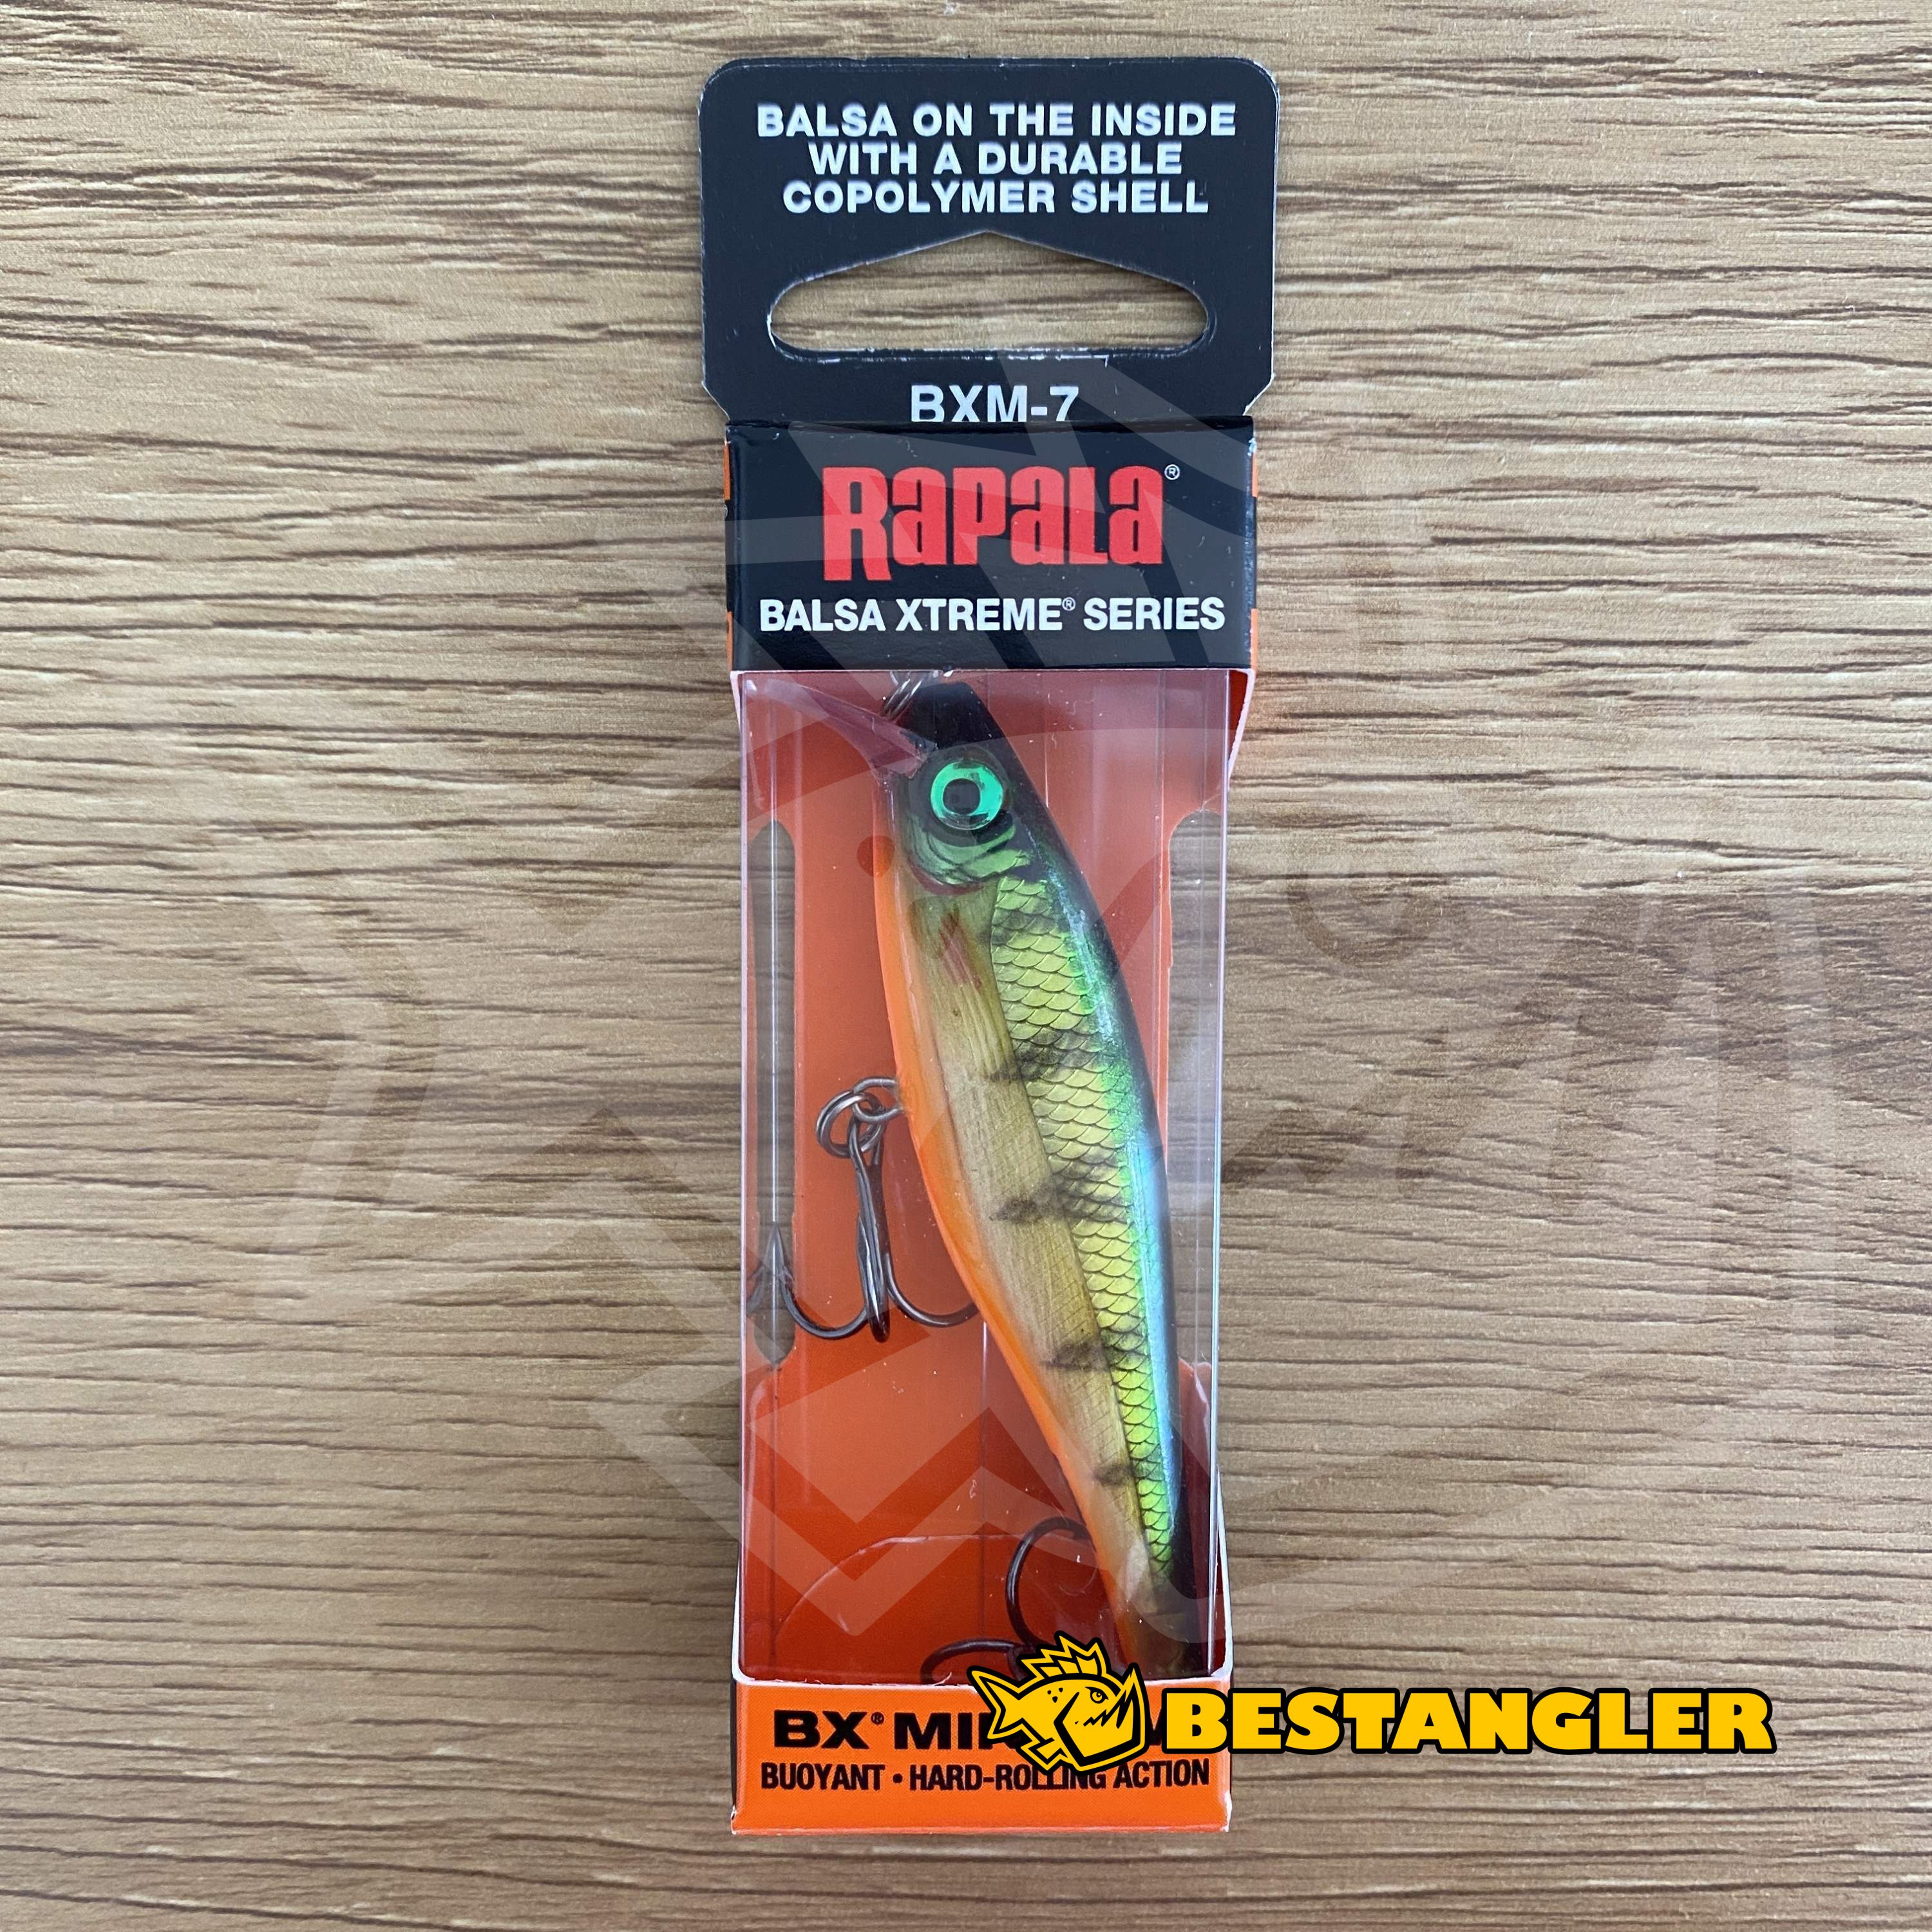 BALSA ON THE INSIDE
WITH A DURABLE
COPOLYMER SHELL
BXM-7
Rapala®
BALSA XTREME® SERIES
BX®
BUOYANT • HARD-ROLLING ACTION
BESTANGLER